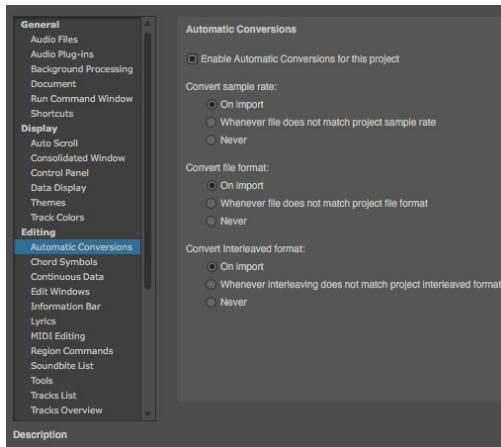 General
Audio Files
Audio Plug-ins
Background Processing
Document
Run Command Window
Shortcuts
Display
Auto Scroll
Consolidated Window
Control Panel
Data Display
Themes
Track Colors
Editing
Automatic Conversions
Chord Symbols
Continuous Data
Edit Windows
Information Bar
Lyrics
MIDI Editing
Region Commands
Soundbite List
Tools
Tracks List
Tracks Overview
Automatic Conversions
Enable Automatic Conversions for this project
Convert sample rate:
On import
Whenever file does not match project sample rate
Never
Convert file format:
On import
Whenever file does not match project file format
Never
Convert Interleaved format:
On import
Whenever interleaving does not match project Interleaved format
Never
Description